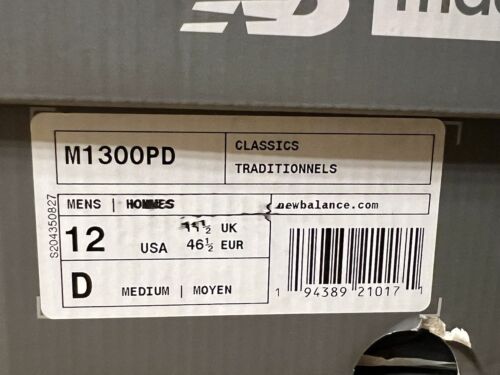 M1300PD
CLASSICS
TRADITIONNELS
MENS | HOMMES
newbalance.com
12 USA
11½ UK
46½ EUR
D MEDIUM | MOYEN
S204350827
1 94389 21017 1